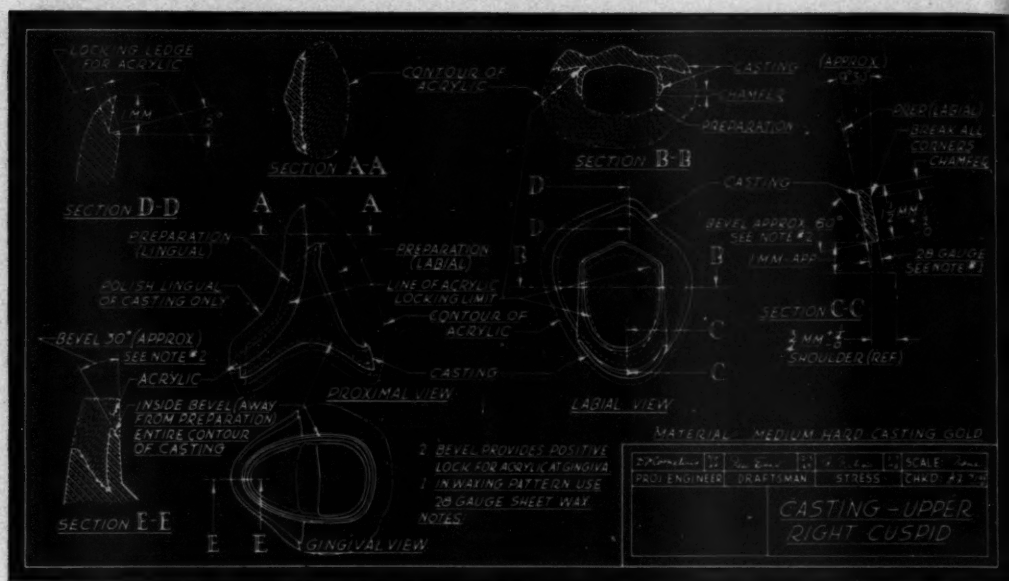 LOCKING LEDGE
FOR ACRYLIC
1 MM
5°
SECTION D-D
CONTOUR OF
ACRYLIC
SECTION A-A
CASTING
CHAMFER
PREPARATION
SECTION B-B
(APPROX.)
PREP (LABIAL)
BREAK ALL
CORNERS
CHAMFER
A
A
PREPARATION
(LINGUAL)
PREPARATION
(LABIAL)
POLISH LINGUAL
OF CASTING ONLY
LINE OF ACRYLIC
LOCKING LIMIT
CONTOUR OF
ACRYLIC
CASTING
PROXIMAL VIEW
D
D
CASTING
B
B
C
C
LABIAL VIEW
BEVEL APPROX. 60°
SEE NOTE #2
1 MM-APP
28 GAUGE
SEE NOTE #1
SECTION C-C
SHOULDER (REF)
BEVEL 30° (APPROX)
SEE NOTE #2
ACRYLIC
INSIDE BEVEL (AWAY
FROM PREPARATION)
ENTIRE CONTOUR
OF CASTING
SECTION E-E
E
E
GINGIVAL VIEW
2 BEVEL PROVIDES POSITIVE
LOCK FOR ACRYLIC AT GINGIVA
1 IN WAXING PATTERN USE
28 GAUGE SHEET WAX
NOTES:
MATERIAL - MEDIUM HARD CASTING GOLD
SCALE: None
PROJ ENGINEER
DRAFTSMAN
STRESS
CHKD
CASTING - UPPER
RIGHT CUSPID